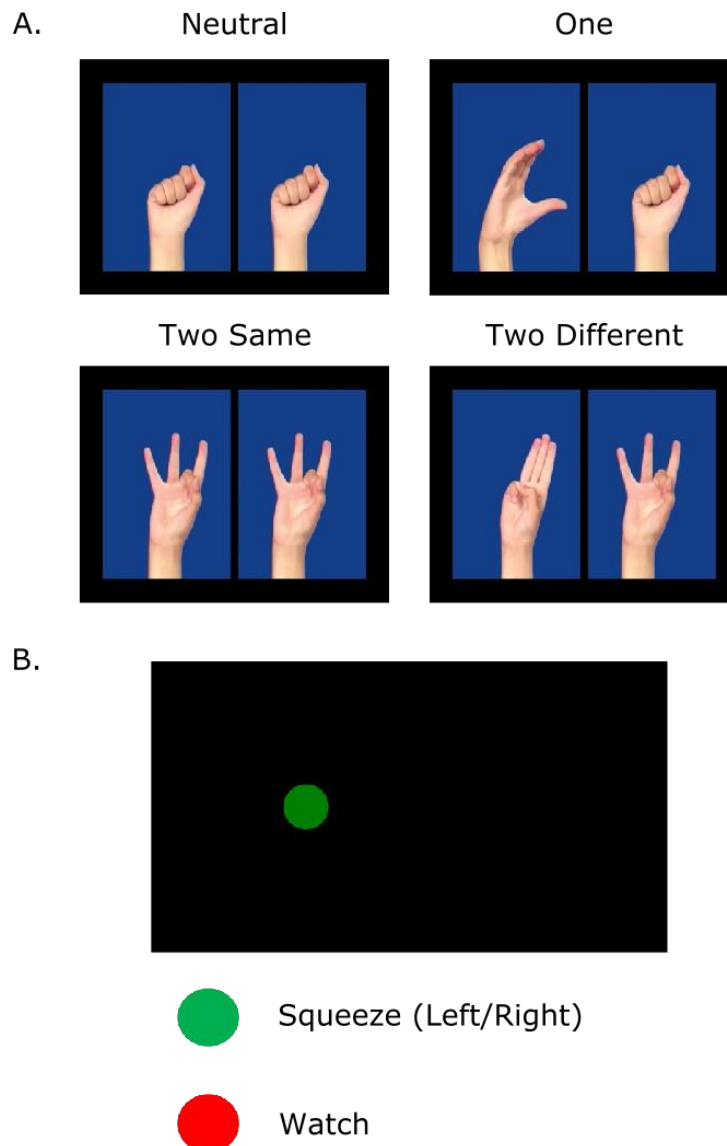 A.
Neutral
One
Two Same
Two Different
B.
Squeeze (Left/Right)
Watch